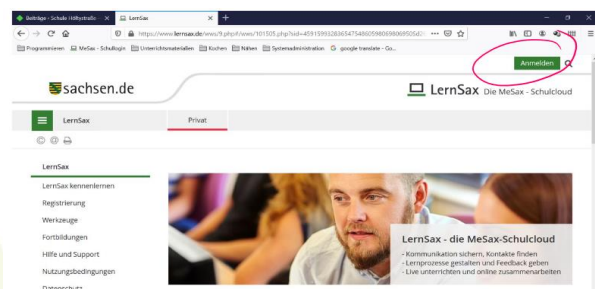 Beiträge - Schule Höltystraße
LernSax
https://www.lernsax.de/wws/9.php#/wws/101505.php?sid=
Programmieren MeSax - Schullogin Unterrichtsmaterialien Kochen Nähen Systemadministration google translate - Go...
Anmelden
sachsen.de
LernSax Die MeSax - Schulcloud
LernSax Privat
LernSax
LernSax kennenlernen
Registrierung
Werkzeuge
Fortbildungen
Hilfe und Support
Nutzungsbedingungen
Datenschutz
LernSax - die MeSax-Schulcloud
- Kommunikation sichern, Kontakte finden
- Lernprozesse gestalten und Feedback geben
- Live unterrichten und online zusammenarbeiten